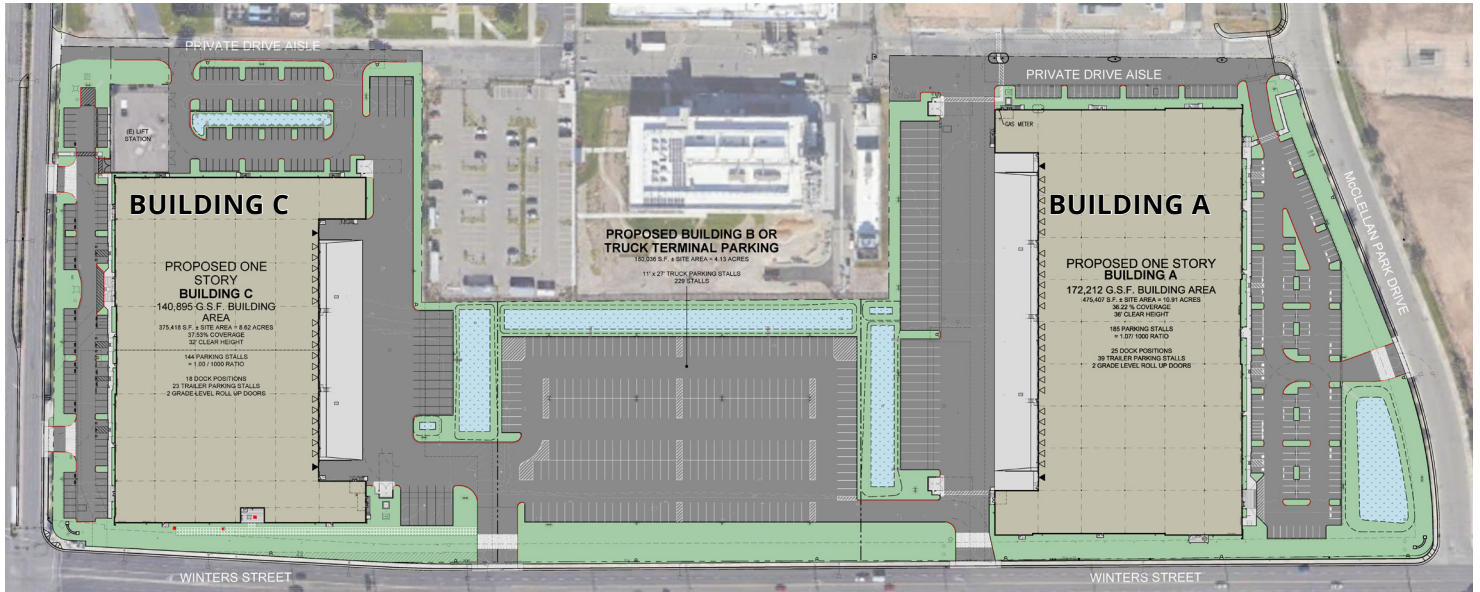 PRIVATE DRIVE AISLE
(E) LIFT
STATION
BUILDING C
PROPOSED ONE
STORY
BUILDING C
140,895 G.S.F. BUILDING
AREA
375,418 S.F. ± SITE AREA = 8.62 ACRES
37.53% COVERAGE
32' CLEAR HEIGHT
144 PARKING STALLS
= 1.00 / 1000 RATIO
18 DOCK POSITIONS
23 TRAILER PARKING STALLS
2 GRADE-LEVEL ROLL UP DOORS
PROPOSED BUILDING B OR
TRUCK TERMINAL PARKING
180,036 S.F. ± SITE AREA = 4.13 ACRES
11' x 27' TRUCK PARKING STALLS
229 STALLS
PRIVATE DRIVE AISLE
GAS METER
BUILDING A
PROPOSED ONE STORY
BUILDING A
172,212 G.S.F. BUILDING AREA
475,407 S.F. ± SITE AREA = 10.91 ACRES
36.22 % COVERAGE
36' CLEAR HEIGHT
185 PARKING STALLS
= 1.07/ 1000 RATIO
25 DOCK POSITIONS
39 TRAILER PARKING STALLS
2 GRADE LEVEL ROLL UP DOORS
McCLELLAN PARK DRIVE
WINTERS STREET
WINTERS STREET